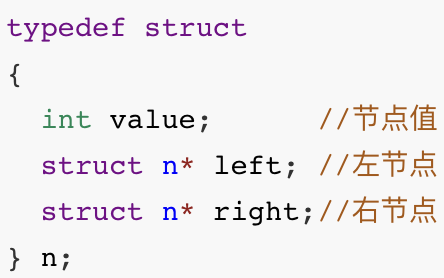 typedef struct
{
  int value;      //节点值
  struct n* left; //左节点
  struct n* right;//右节点
} n;